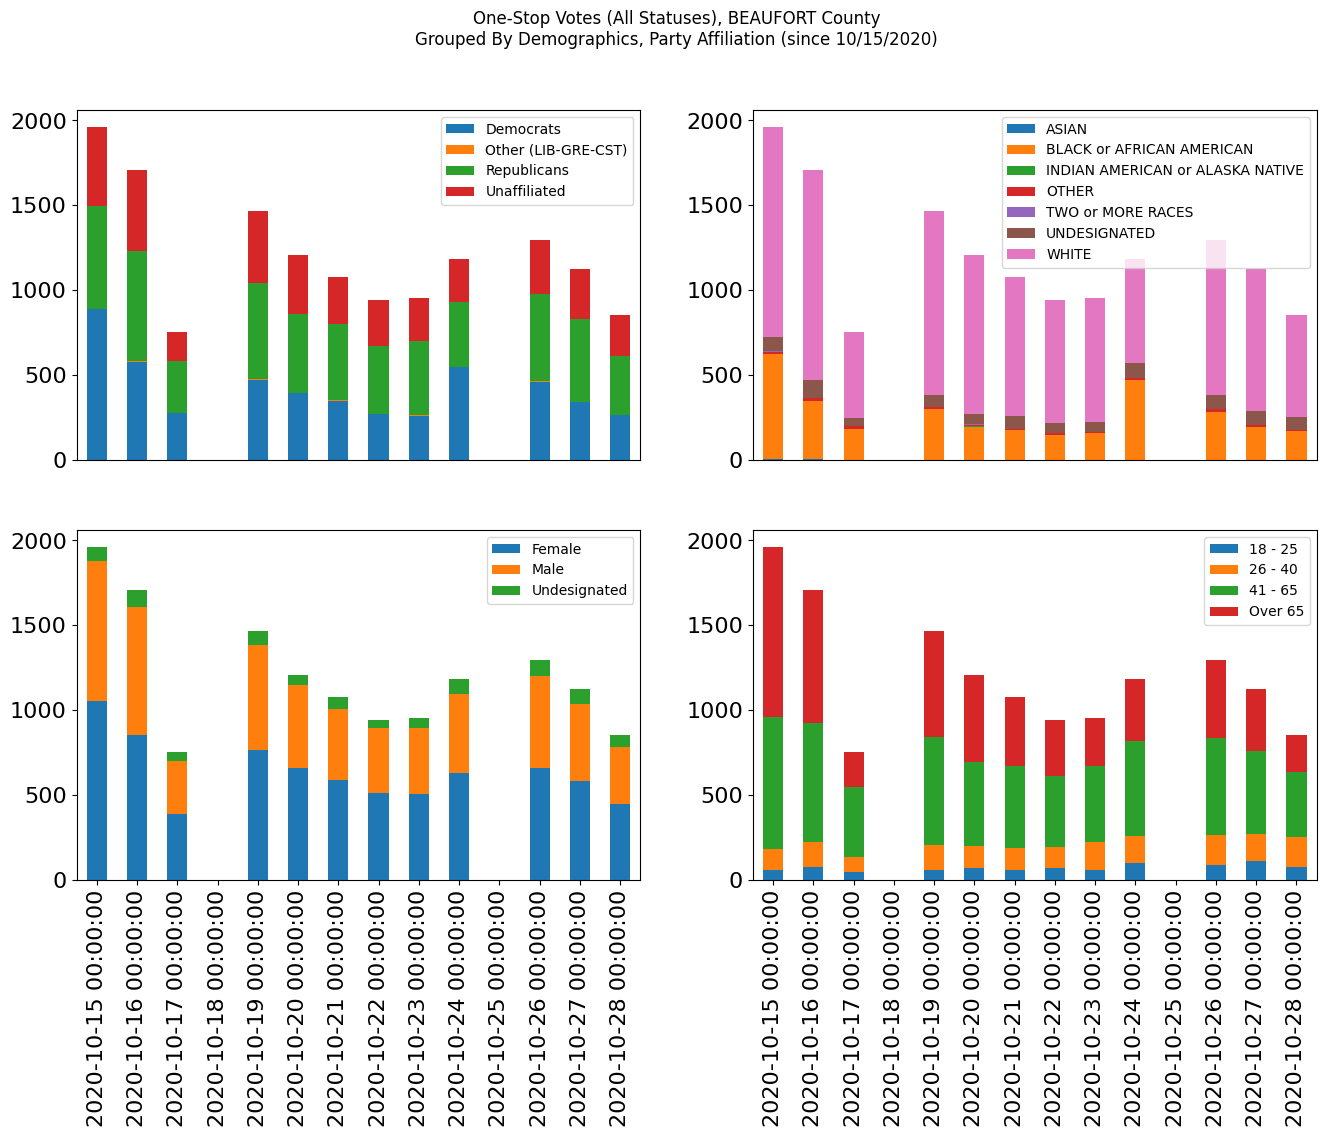 One-Stop Votes (All Statuses), BEAUFORT County
Grouped By Demographics, Party Affiliation (since 10/15/2020)
2000
1500
1000
500
0
Democrats
Other (LIB-GRE-CST)
Republicans
Unaffiliated
2000
1500
1000
500
0
ASIAN
BLACK or AFRICAN AMERICAN
INDIAN AMERICAN or ALASKA NATIVE
OTHER
TWO or MORE RACES
UNDESIGNATED
WHITE
2000
1500
1000
500
0
Female
Male
Undesignated
2020-10-15 00:00:00
2020-10-16 00:00:00
2020-10-17 00:00:00
2020-10-18 00:00:00
2020-10-19 00:00:00
2020-10-20 00:00:00
2020-10-21 00:00:00
2020-10-22 00:00:00
2020-10-23 00:00:00
2020-10-24 00:00:00
2020-10-25 00:00:00
2020-10-26 00:00:00
2020-10-27 00:00:00
2020-10-28 00:00:00
2000
1500
1000
500
0
18 - 25
26 - 40
41 - 65
Over 65
2020-10-15 00:00:00
2020-10-16 00:00:00
2020-10-17 00:00:00
2020-10-18 00:00:00
2020-10-19 00:00:00
2020-10-20 00:00:00
2020-10-21 00:00:00
2020-10-22 00:00:00
2020-10-23 00:00:00
2020-10-24 00:00:00
2020-10-25 00:00:00
2020-10-26 00:00:00
2020-10-27 00:00:00
2020-10-28 00:00:00